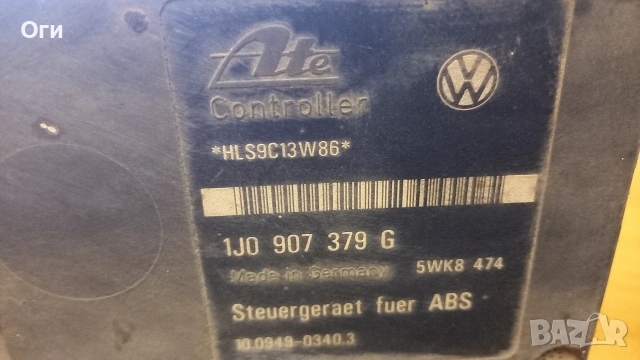 Оги
Ate
Controller
*HLS9C13W86*
1J0 907 379 G
Made in Germany 5WK8 474
Steuergeraet fuer ABS
10.0949-0340.3
BAZAR